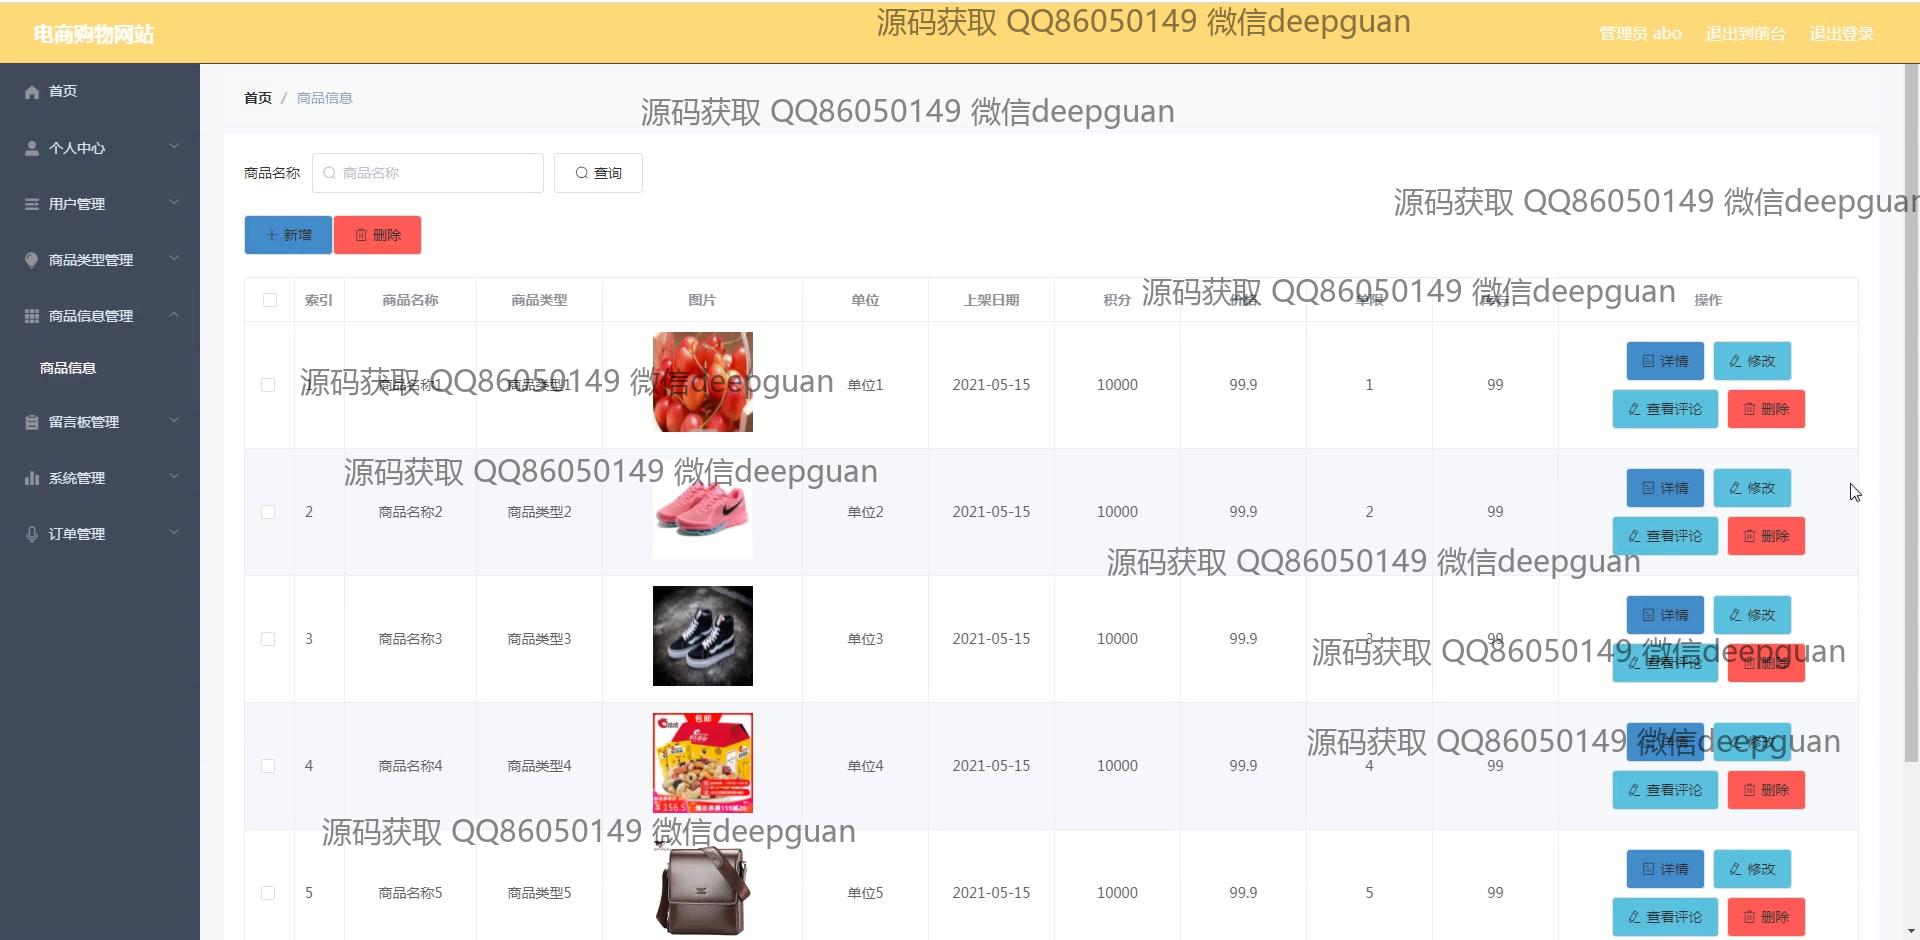 电商购物网站
源码获取 QQ86050149 微信deepguan
管理员 abo 退出到前台 退出登录
首页
个人中心
用户管理
商品类型管理
商品信息管理
商品信息
留言板管理
系统管理
订单管理
首页 / 商品信息
源码获取 QQ86050149 微信deepguan
商品名称 商品名称 查询
源码获取 QQ86050149 微信deepguan
新增 删除
索引 商品名称 商品类型 图片 单位 上架日期 积分 价格 单限 库存 操作
源码获取 QQ86050149 微信deepguan
1 商品名称1 商品类型1 单位1 2021-05-15 10000 99.9 1 99 详情 修改
查看评论 删除
源码获取 QQ86050149 微信deepguan
源码获取 QQ86050149 微信deepguan
2 商品名称2 商品类型2 单位2 2021-05-15 10000 99.9 2 99 详情 修改
查看评论 删除
源码获取 QQ86050149 微信deepguan
3 商品名称3 商品类型3 单位3 2021-05-15 10000 99.9 3 99 详情 修改
查看评论 删除
源码获取 QQ86050149 微信deepguan
4 商品名称4 商品类型4 包邮 156.5 单位4 2021-05-15 10000 99.9 4 99 详情 修改
查看评论 删除
源码获取 QQ86050149 微信deepguan
源码获取 QQ86050149 微信deepguan
5 商品名称5 商品类型5 单位5 2021-05-15 10000 99.9 5 99 详情 修改
查看评论 删除